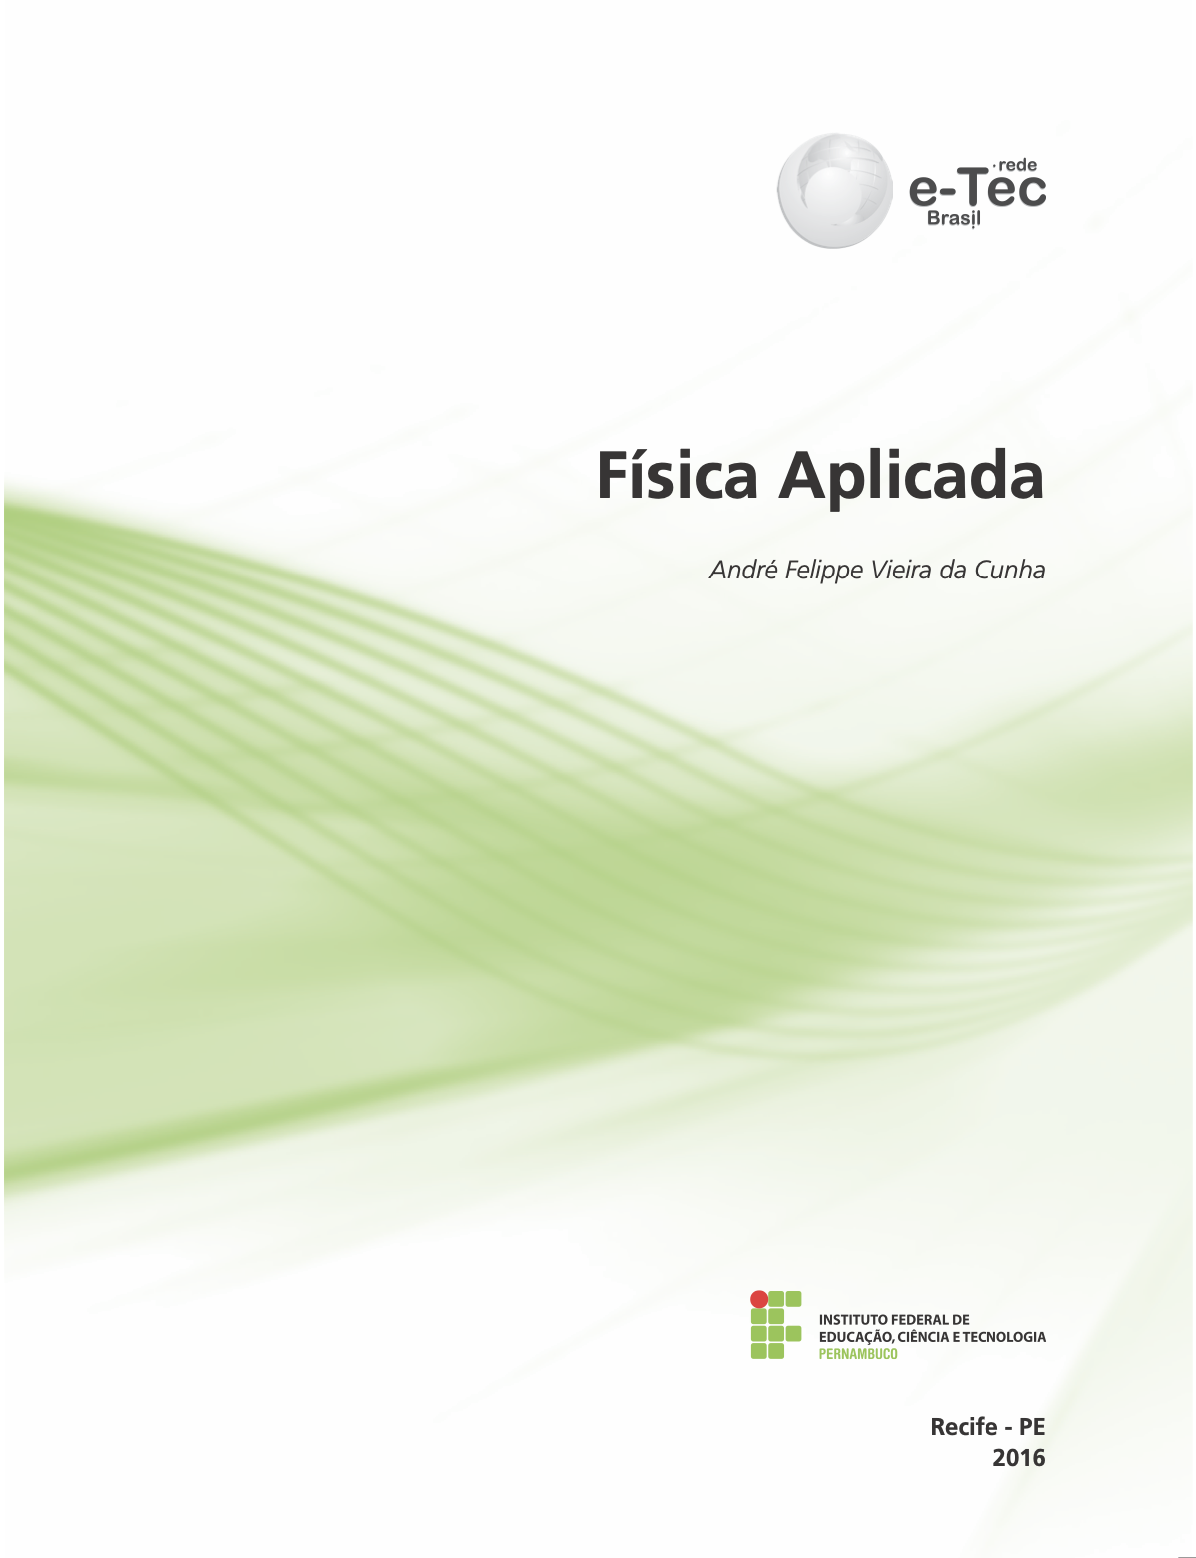 rede
e-Tec
Brasil
Física Aplicada
André Felippe Vieira da Cunha
INSTITUTO FEDERAL DE
EDUCAÇÃO, CIÊNCIA E TECNOLOGIA
PERNAMBUCO
Recife - PE
2016